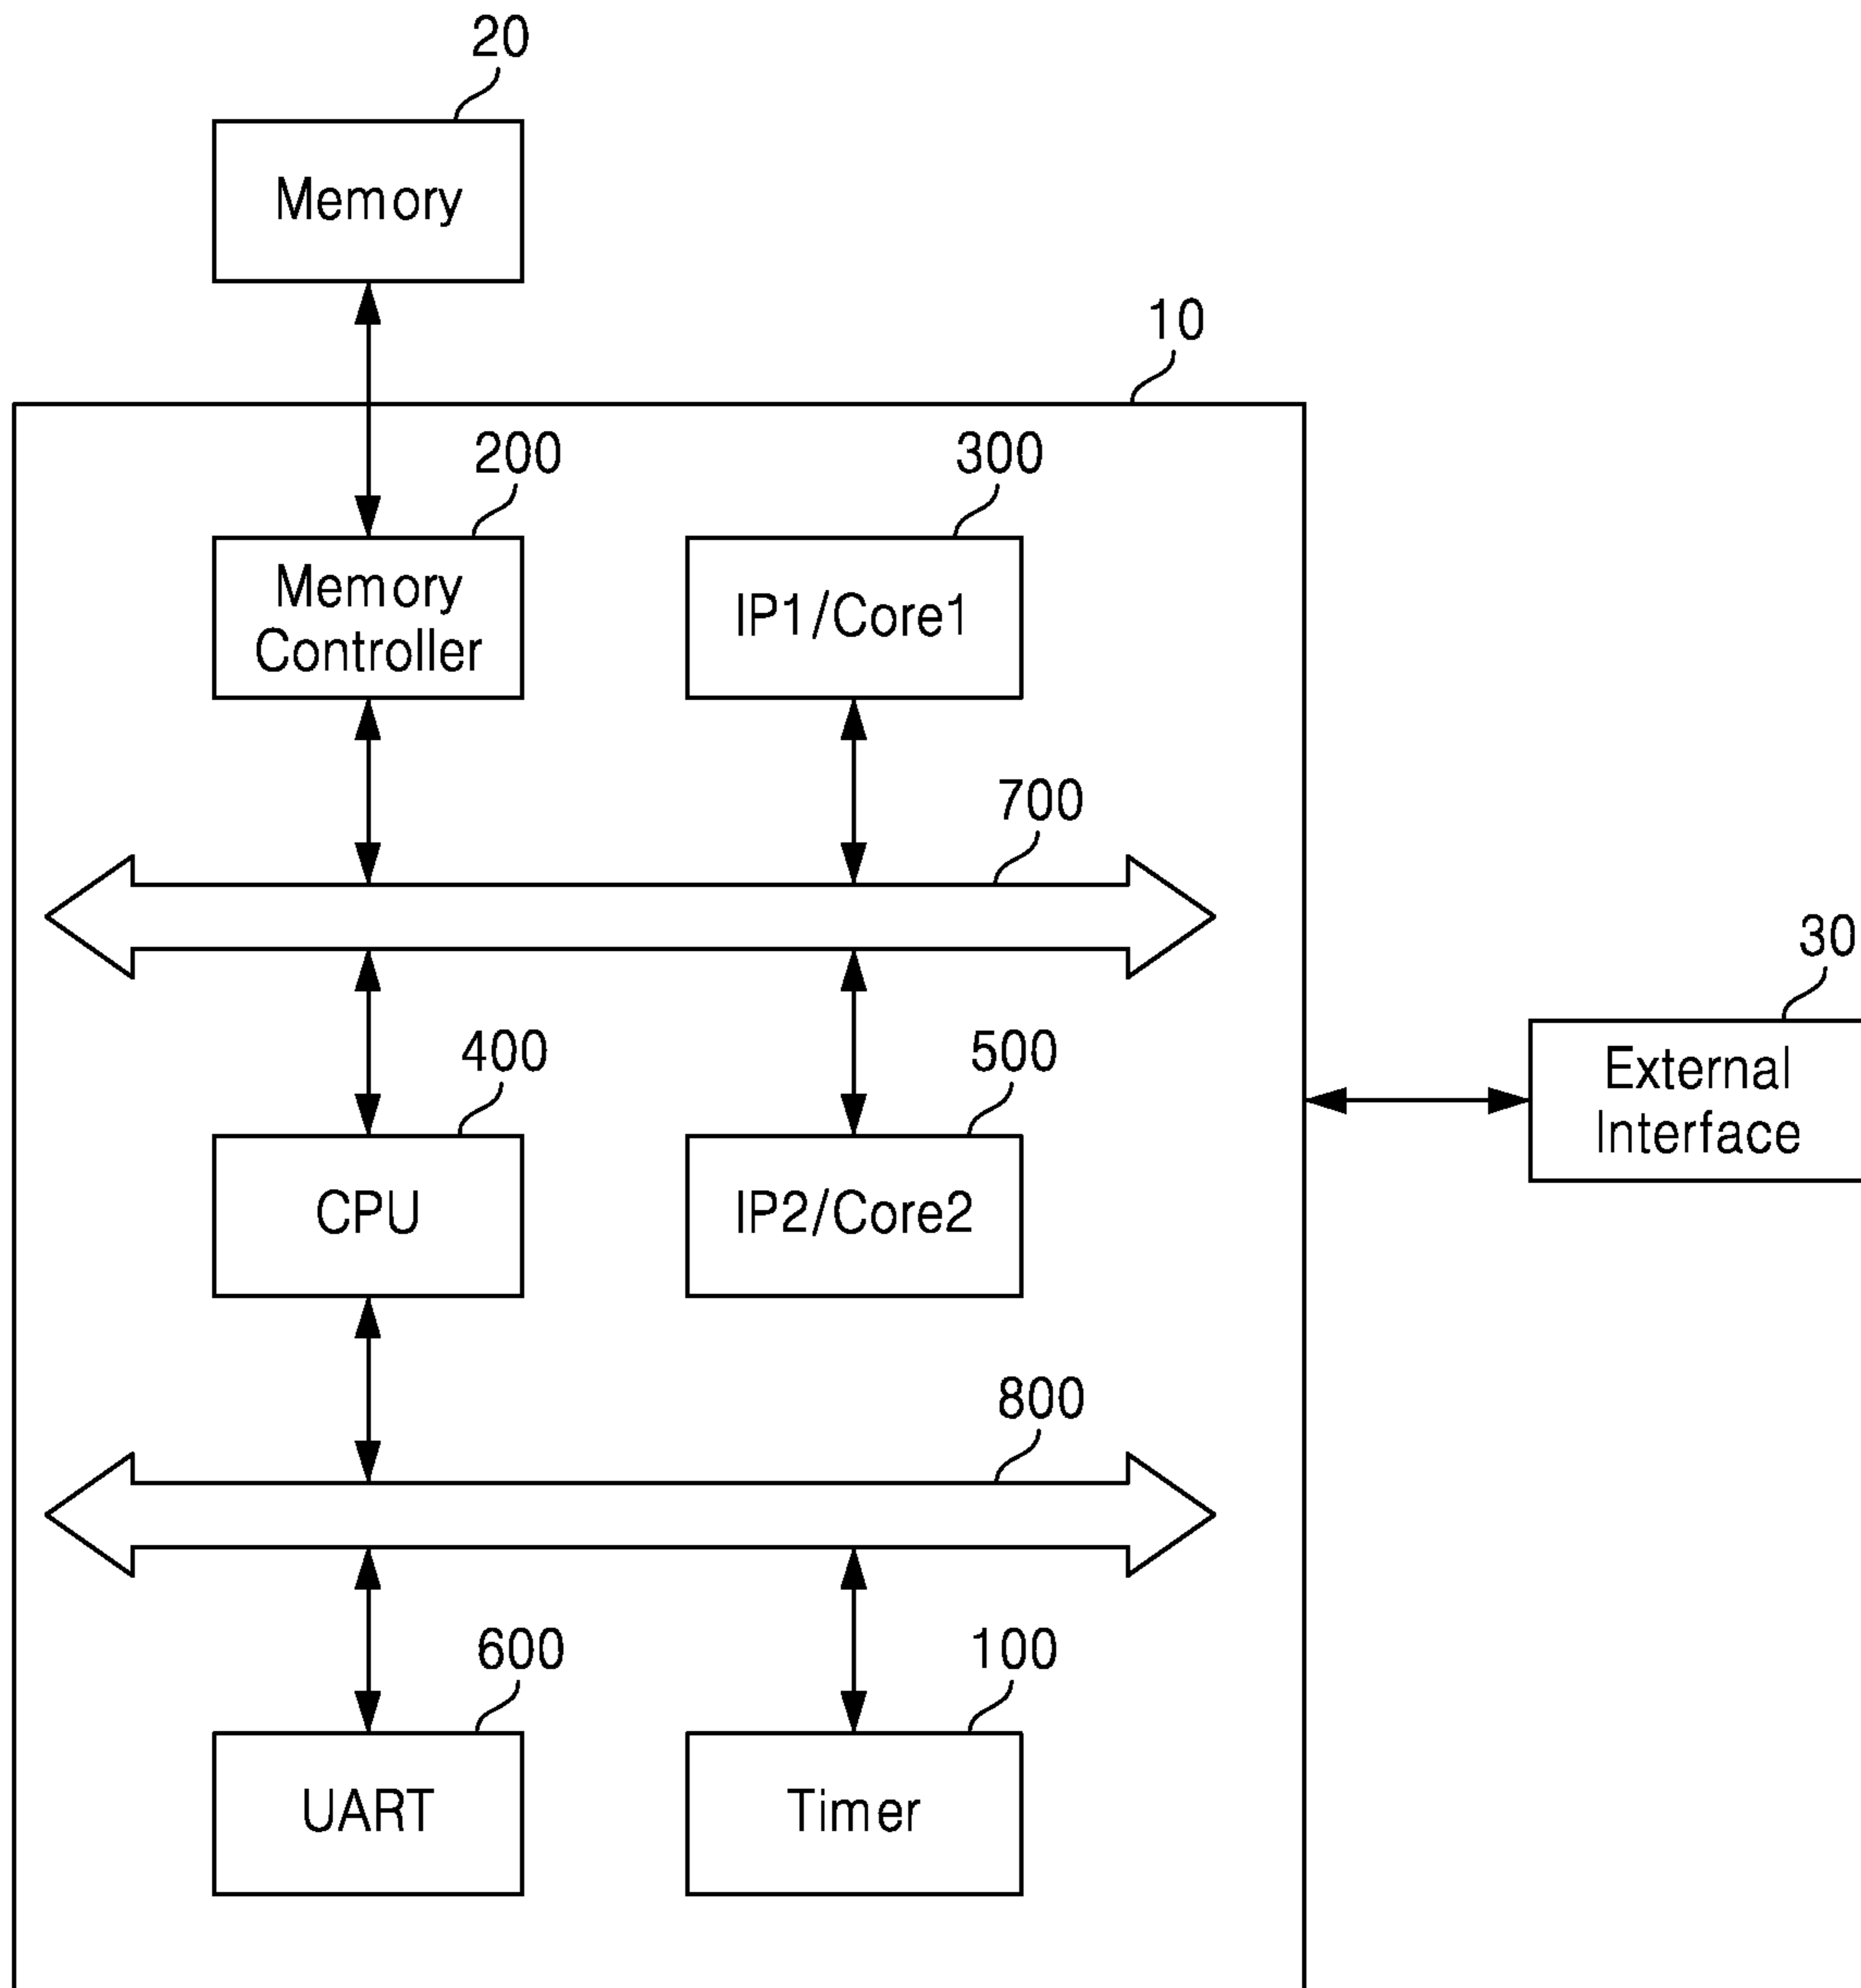 20
Memory
10
200
300
Memory
Controller
IP1/Core1
700
30
External
Interface
400
500
CPU
IP2/Core2
800
600
100
UART
Timer